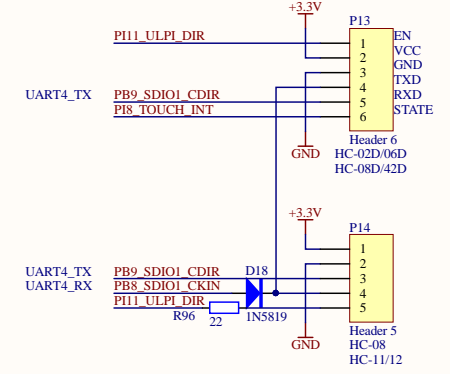 +3.3V
P13
PI11_ULPI_DIR
1
EN
2
VCC
3
GND
4
TXD
UART4_TX
PB9_SDIO1_CDIR
5
RXD
PI8_TOUCH_INT
6
STATE
GND
Header 6
HC-02D/06D
HC-08D/42D
+3.3V
P14
1
2
UART4_TX
PB9_SDIO1_CDIR
D18
3
UART4_RX
PB8_SDIO1_CKIN
4
PI11_ULPI_DIR
5
R96
22
1N5819
GND
Header 5
HC-08
HC-11/12